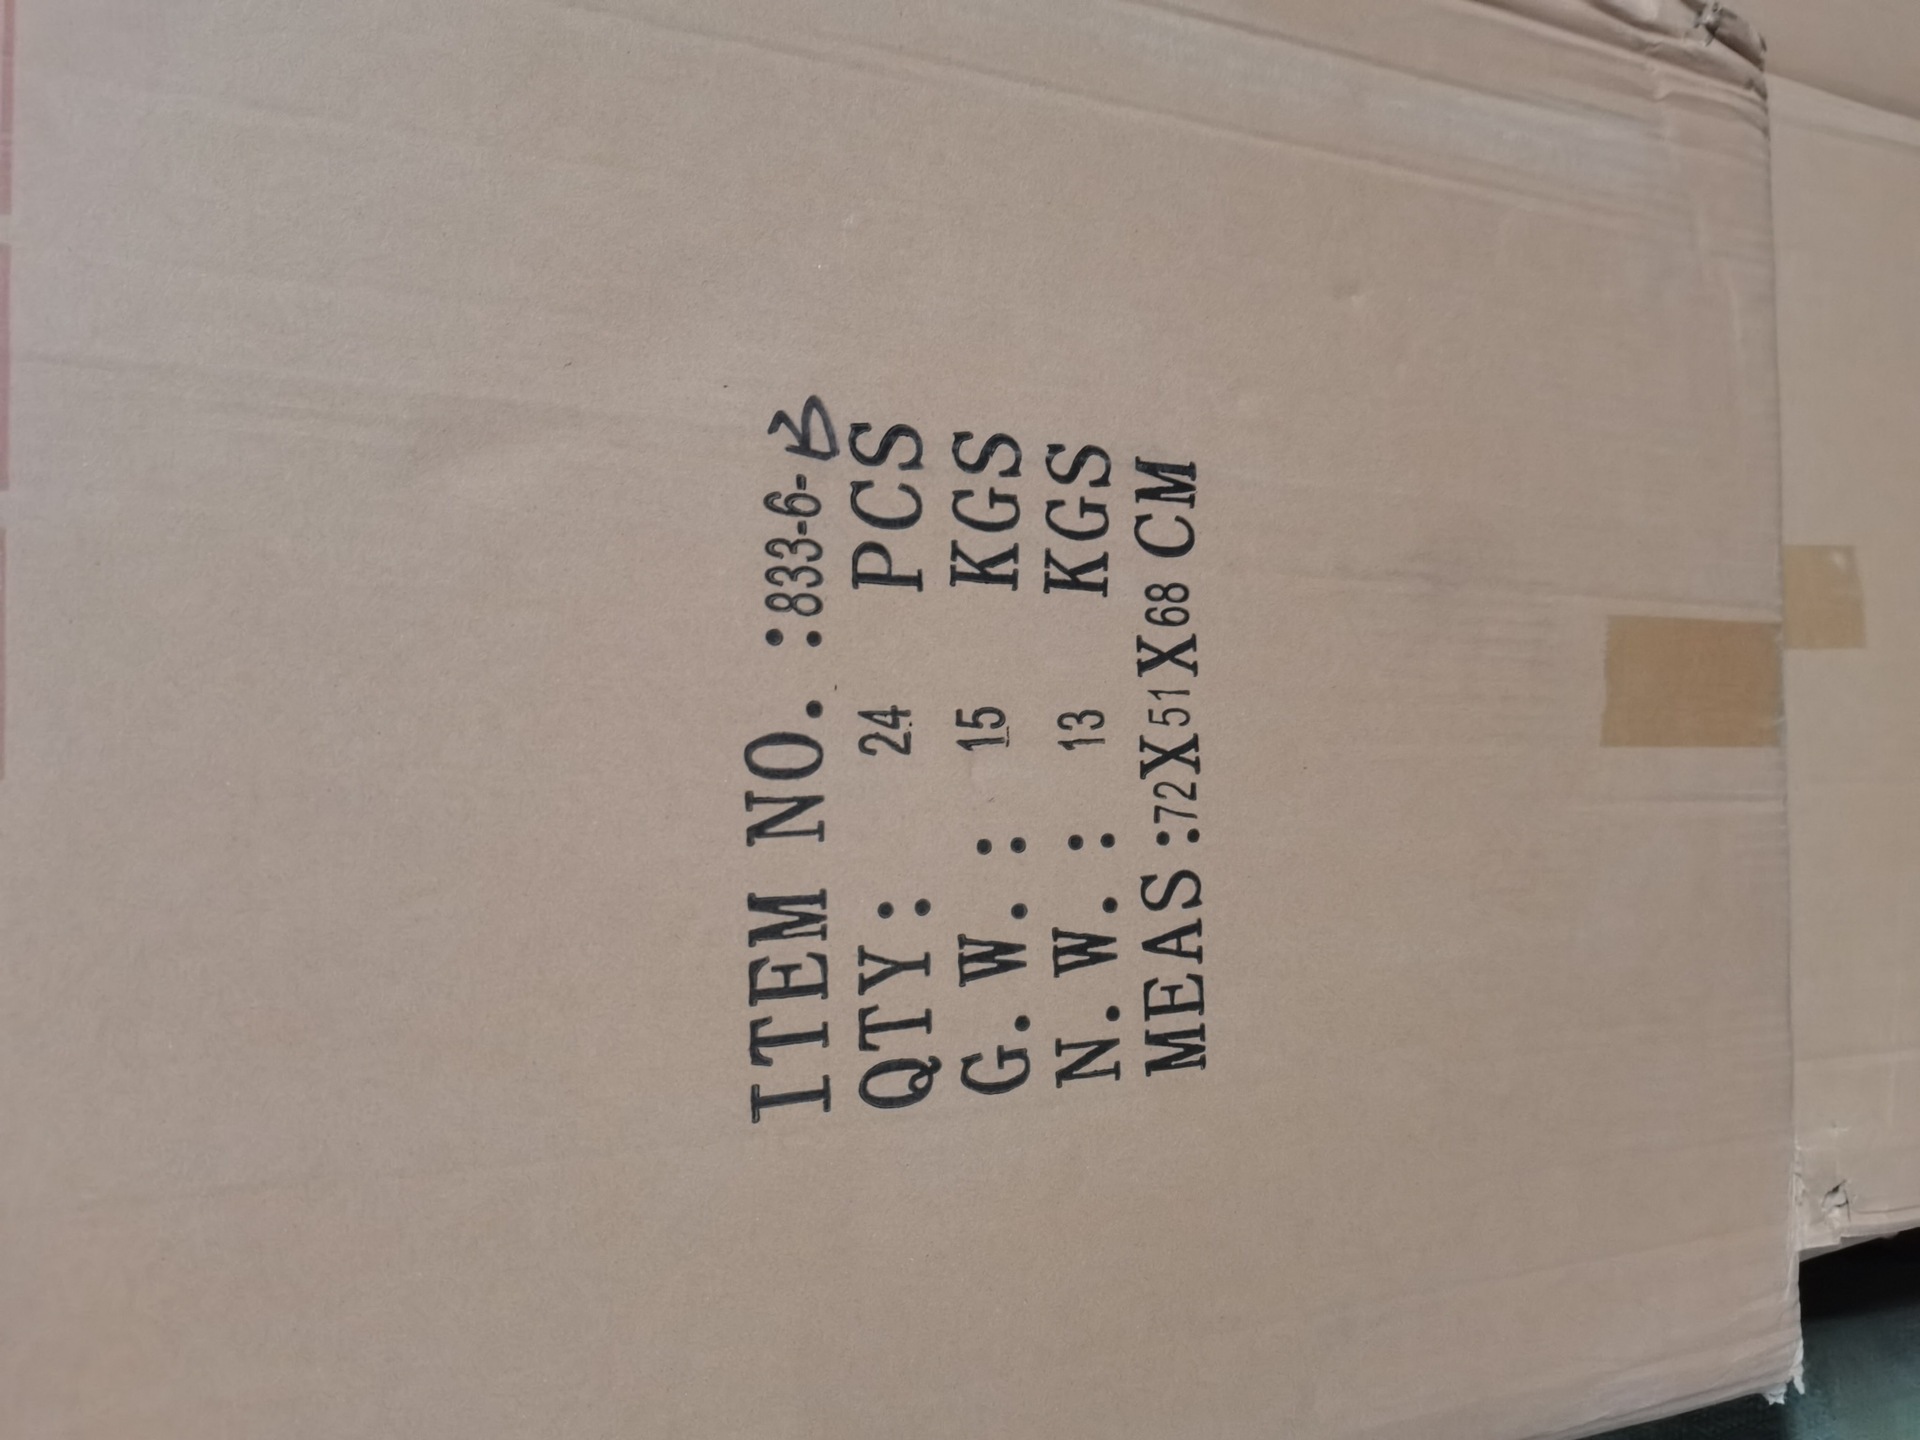 ITEM NO. :833-6-B
QTY: 24 PCS
G.W.: 15 KGS
N.W.: 13 KGS
MEAS:72X51X68 CM